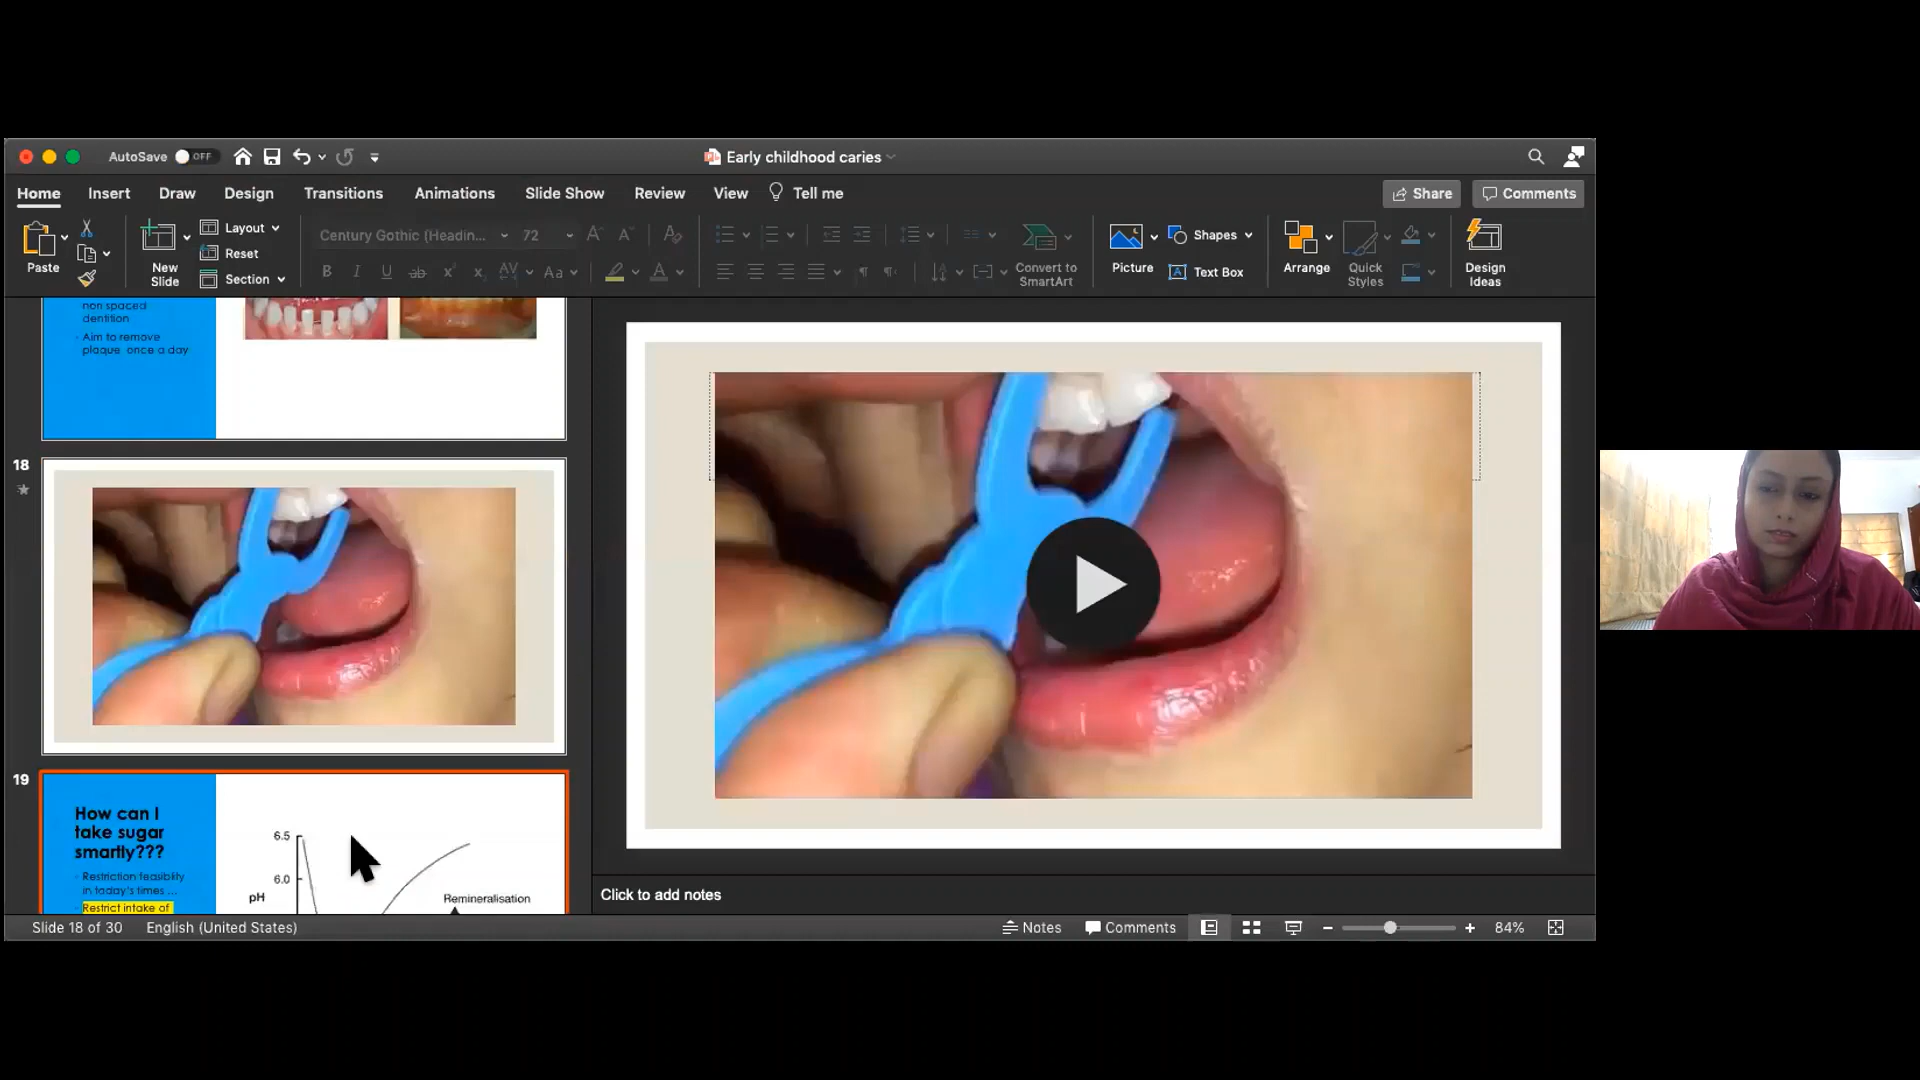 AutoSave OFF
Early childhood caries
Home Insert Draw Design Transitions Animations Slide Show Review View Tell me
Share Comments
Paste
New Slide
Layout
Reset
Section
Century Gothic (Headin... 72
Convert to SmartArt
Picture
Shapes
Text Box
Arrange
Quick Styles
Design Ideas
non spaced
dentition
Aim to remove
plaque once a day
18
19
How can I
take sugar
smartly???
Restriction feasibility
in today's times ...
Restrict intake of
6.5
6.0
pH
Remineralisation
Click to add notes
Slide 18 of 30 English (United States) Notes Comments 84%